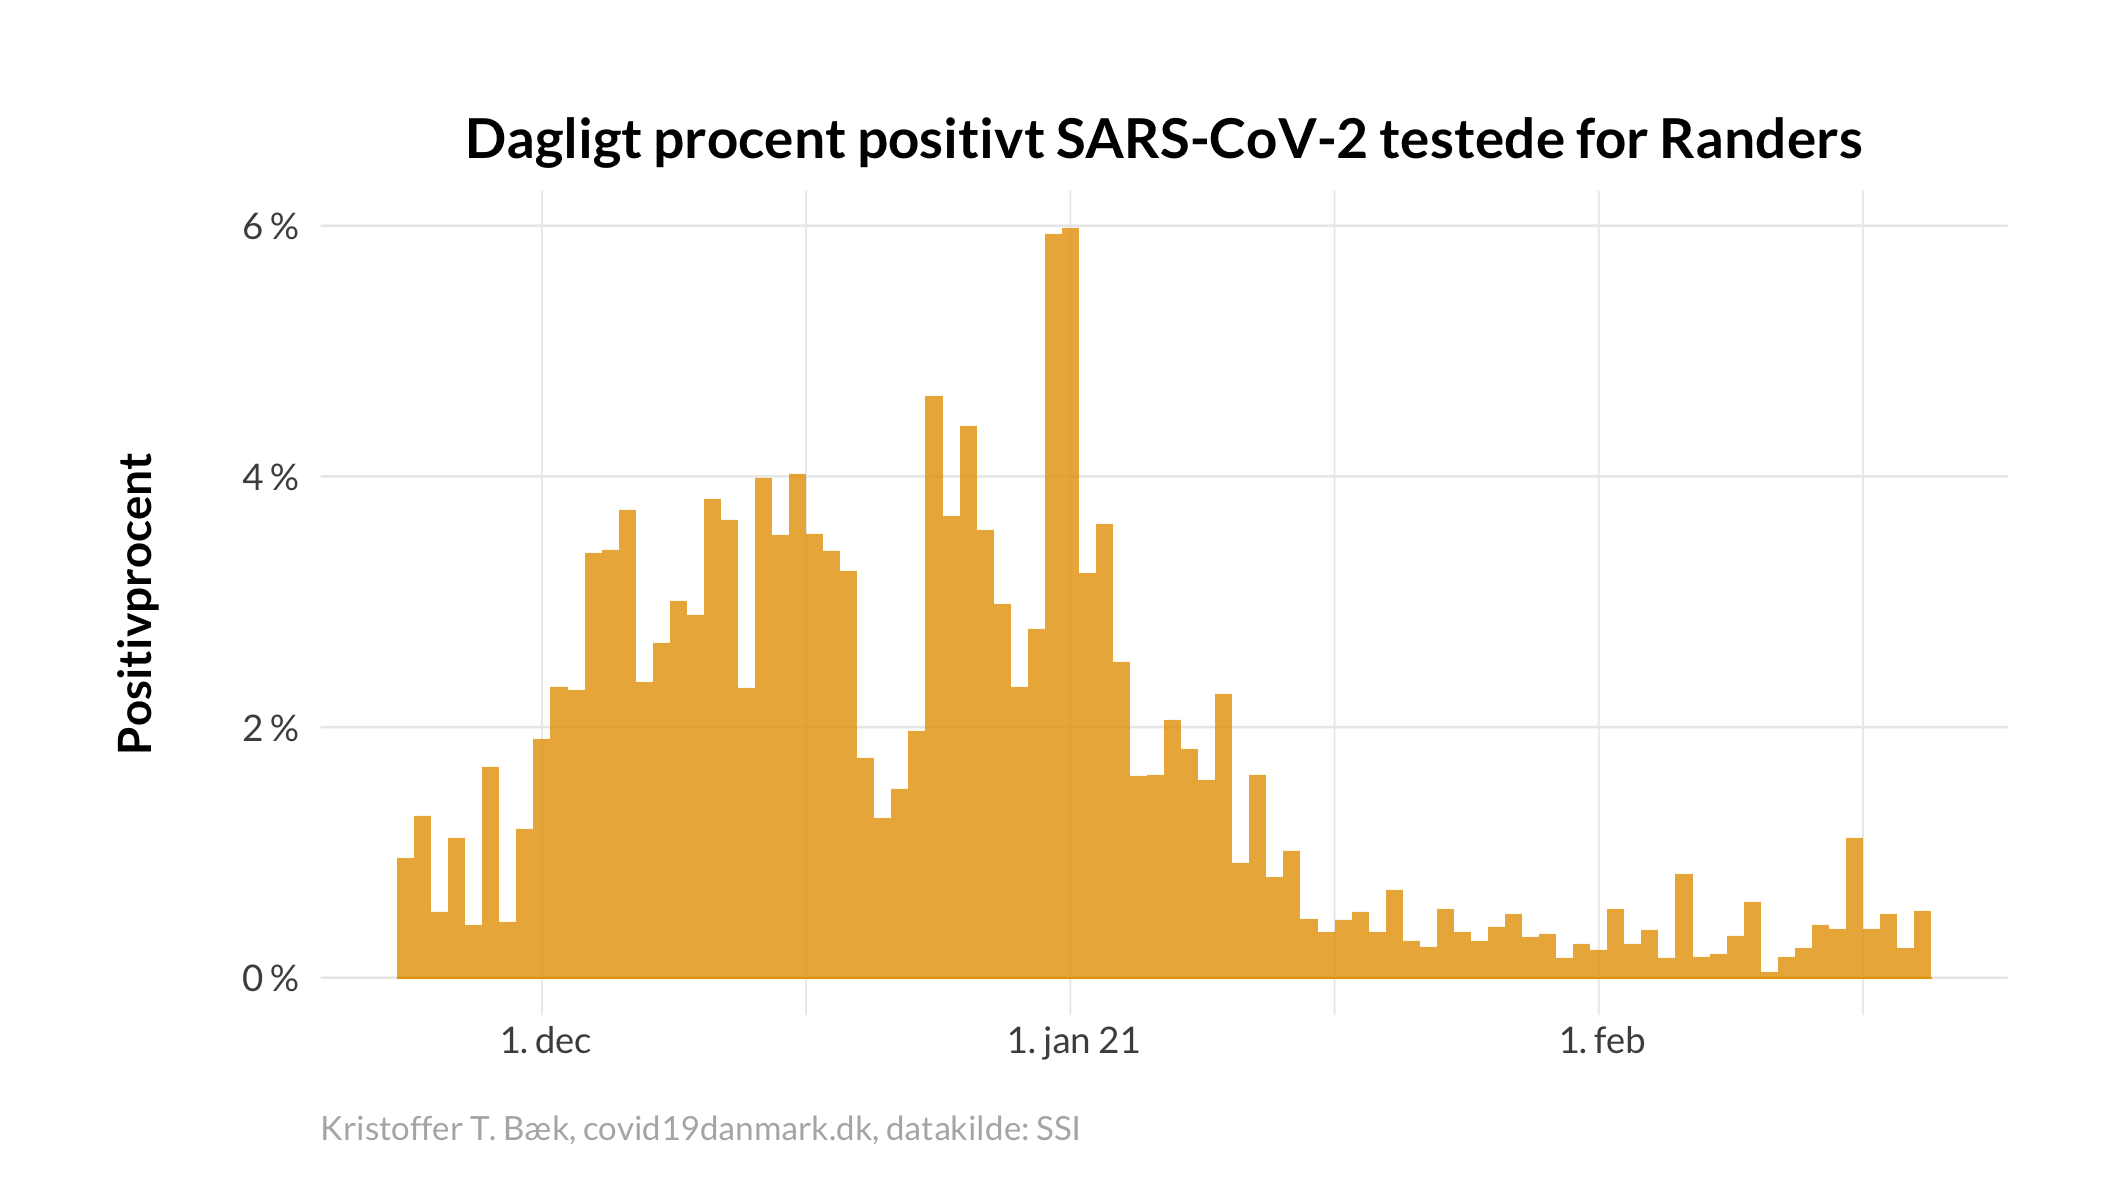 Dagligt procent positivt SARS-CoV-2 testede for Randers
Positivprocent
6 %
4 %
2 %
0 %
1. dec
1. jan 21
1. feb
Kristoffer T. Bæk, covid19danmark.dk, datakilde: SSI